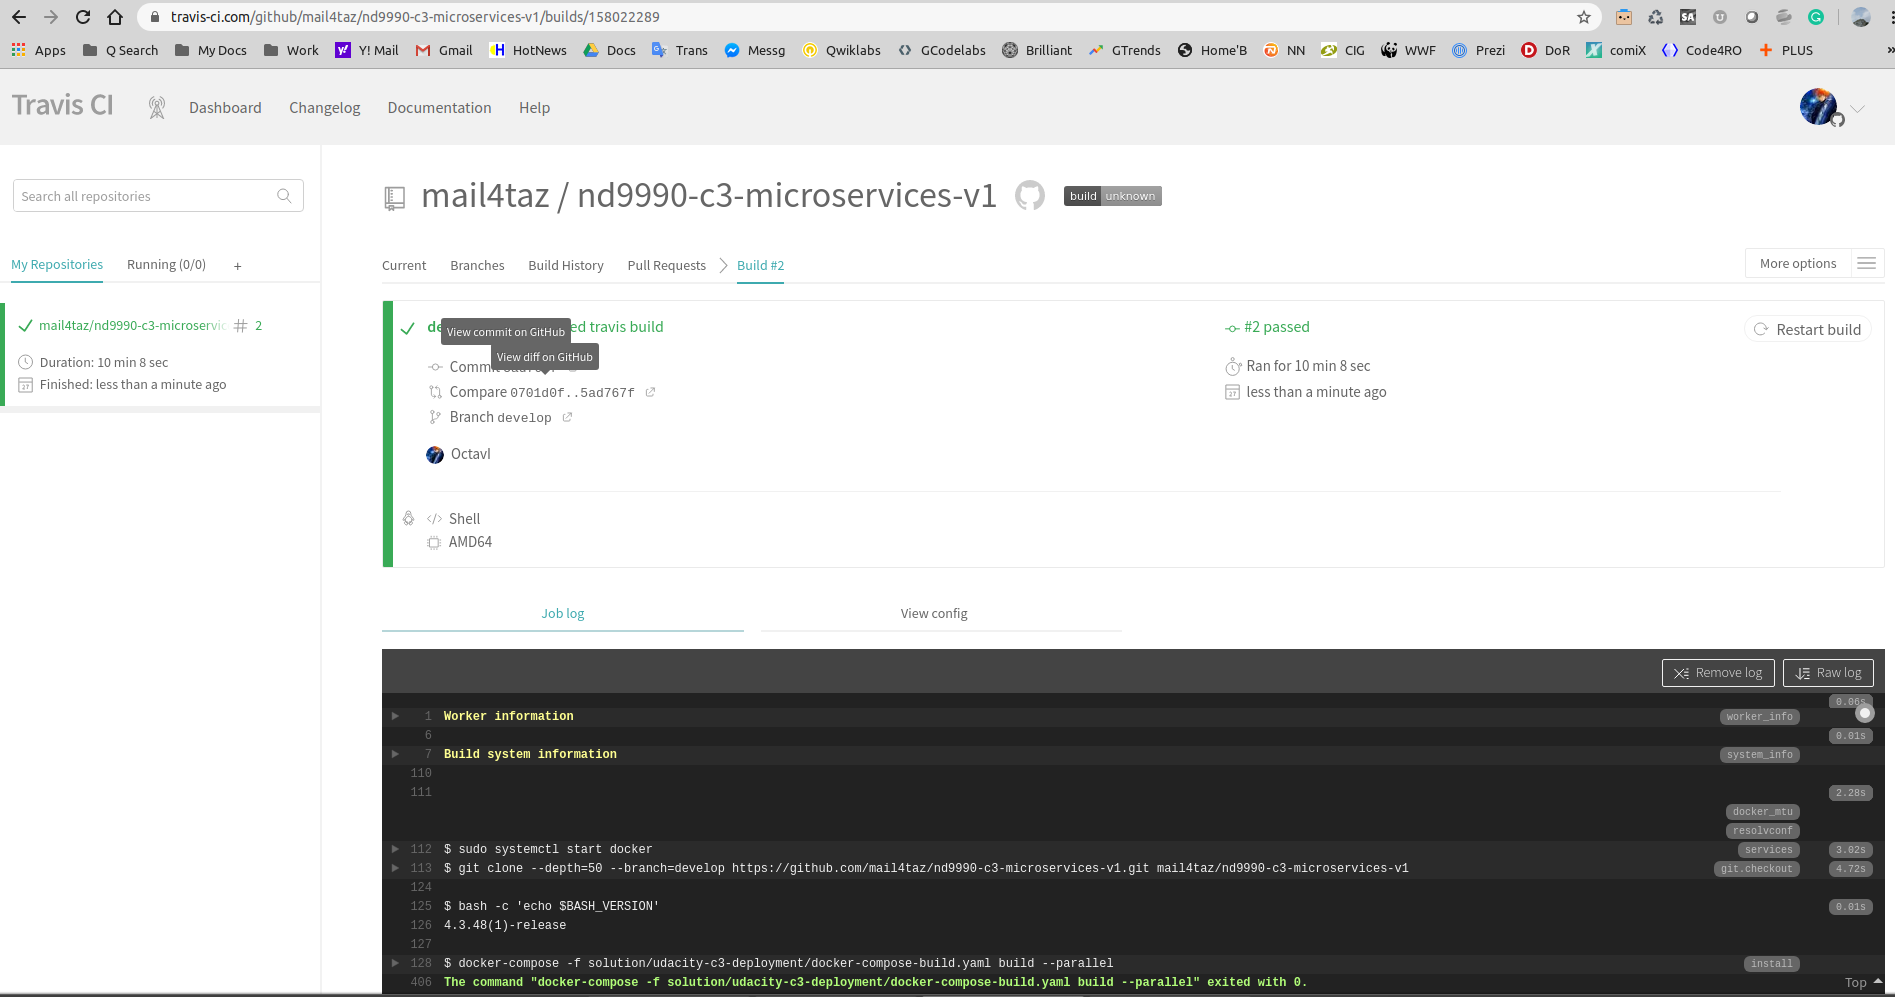 travis-ci.com/github/mail4taz/nd9990-c3-microservices-v1/builds/158022289
Apps Q Search My Docs Work Y! Mail Gmail HotNews Docs Trans Messg Qwiklabs GCodelabs Brilliant GTrends Home'B NN CIG WWF Prezi DoR comiX Code4RO PLUS »
Travis CI Dashboard Changelog Documentation Help
Search all repositories
mail4taz / nd9990-c3-microservices-v1 build unknown
My Repositories Running (0/0) +
Current Branches Build History Pull Requests Build #2 More options
mail4taz/nd9990-c3-microservic # 2
Duration: 10 min 8 sec
Finished: less than a minute ago
de View commit on GitHub ed travis build #2 passed Restart build
View diff on GitHub
Commit Ran for 10 min 8 sec
Compare 0701d0f..5ad767f less than a minute ago
Branch develop
OctavI
Shell
AMD64
Job log View config
Remove log Raw log
0.06s
1 Worker information worker_info
6 0.01s
7 Build system information system_info
110
111 2.28s
docker_mtu
resolvconf
112 $ sudo systemctl start docker services 3.02s
113 $ git clone --depth=50 --branch=develop https://github.com/mail4taz/nd9990-c3-microservices-v1.git mail4taz/nd9990-c3-microservices-v1 git.checkout 4.72s
124
125 $ bash -c 'echo $BASH_VERSION' 0.01s
126 4.3.48(1)-release
127
128 $ docker-compose -f solution/udacity-c3-deployment/docker-compose-build.yaml build --parallel install
406 The command "docker-compose -f solution/udacity-c3-deployment/docker-compose-build.yaml build --parallel" exited with 0.
Top